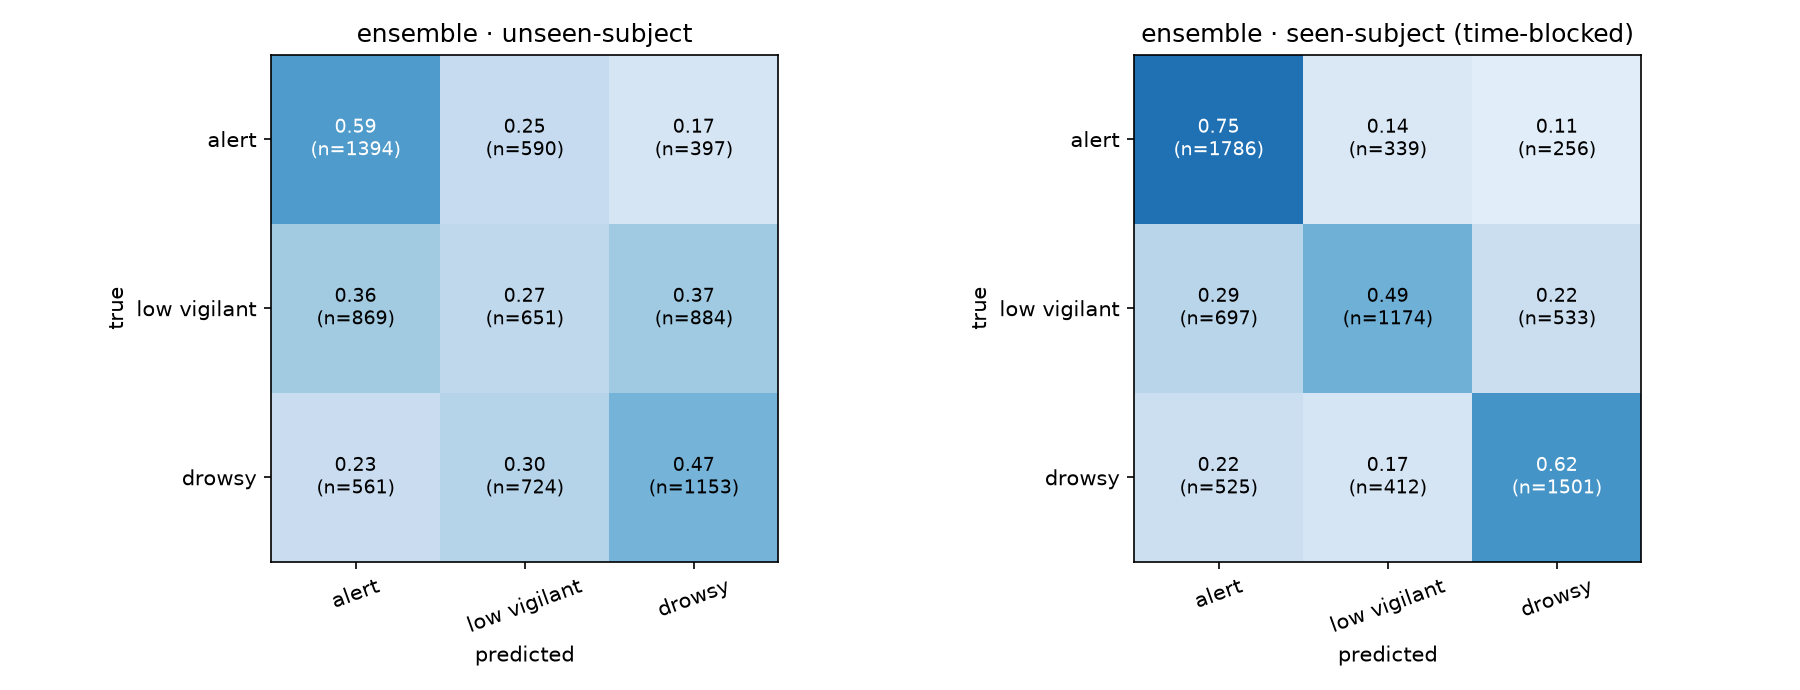 ensemble · unseen-subject
true
alert
0.59
(n=1394)
0.25
(n=590)
0.17
(n=397)
low vigilant
0.36
(n=869)
0.27
(n=651)
0.37
(n=884)
drowsy
0.23
(n=561)
0.30
(n=724)
0.47
(n=1153)
alert
low vigilant
drowsy
predicted
ensemble · seen-subject (time-blocked)
true
alert
0.75
(n=1786)
0.14
(n=339)
0.11
(n=256)
low vigilant
0.29
(n=697)
0.49
(n=1174)
0.22
(n=533)
drowsy
0.22
(n=525)
0.17
(n=412)
0.62
(n=1501)
alert
low vigilant
drowsy
predicted